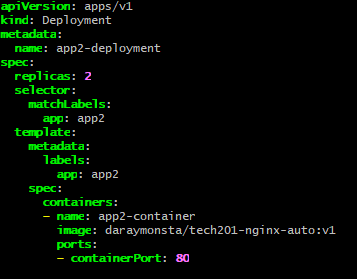 apiVersion: apps/v1
kind: Deployment
metadata:
  name: app2-deployment
spec:
  replicas: 2
  selector:
    matchLabels:
      app: app2
  template:
    metadata:
      labels:
        app: app2
    spec:
      containers:
      - name: app2-container
        image: daraymonsta/tech201-nginx-auto:v1
        ports:
        - containerPort: 80